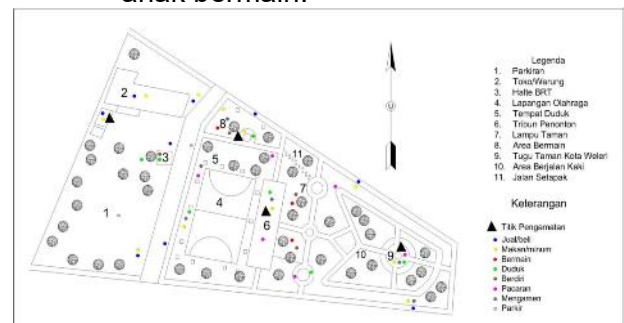 anak bermain.
Legenda
1. Parkiran
2. Toko/Warung
3. Halte BRT
4. Lapangan Olahraga
5. Tempat Duduk
6. Tribun Penonton
7. Lampu Taman
8. Area Bermain
9. Tugu Taman Kota Weleri
10. Area Berjalan Kaki
11. Jalan Setapak
Keterangan
Titik Pengamatan
Jual/beli
Makan/minum
Bermain
Duduk
Berdiri
Pacaran
Mengamen
Parkir
2
8
3
5
11
7
4
1
6
10
9
U